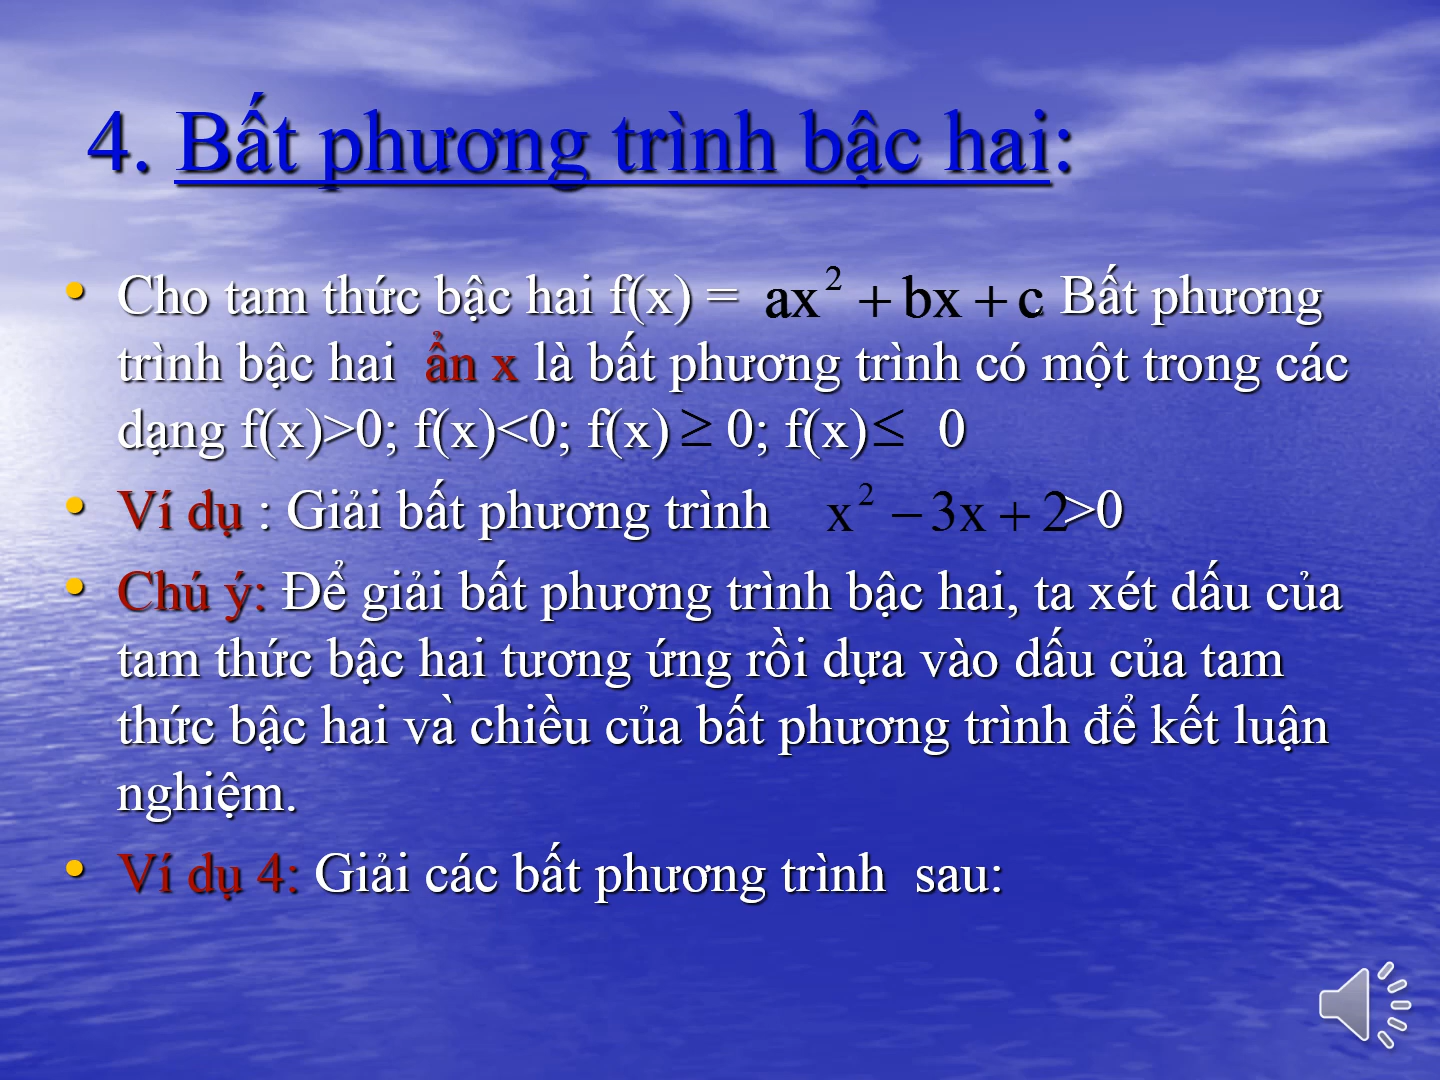 4. Bất phương trình bậc hai:
• Cho tam thức bậc hai f(x) = ax² + bx + c. Bất phương
trình bậc hai ẩn x là bất phương trình có một trong các
dạng f(x)>0; f(x)<0; f(x) ≥ 0; f(x) ≤ 0
• Ví dụ : Giải bất phương trình x² − 3x + 2 >0
• Chú ý: Để giải bất phương trình bậc hai, ta xét dấu của
tam thức bậc hai tương ứng rồi dựa vào dấu của tam
thức bậc hai và chiều của bất phương trình để kết luận
nghiệm.
• Ví dụ 4: Giải các bất phương trình sau: